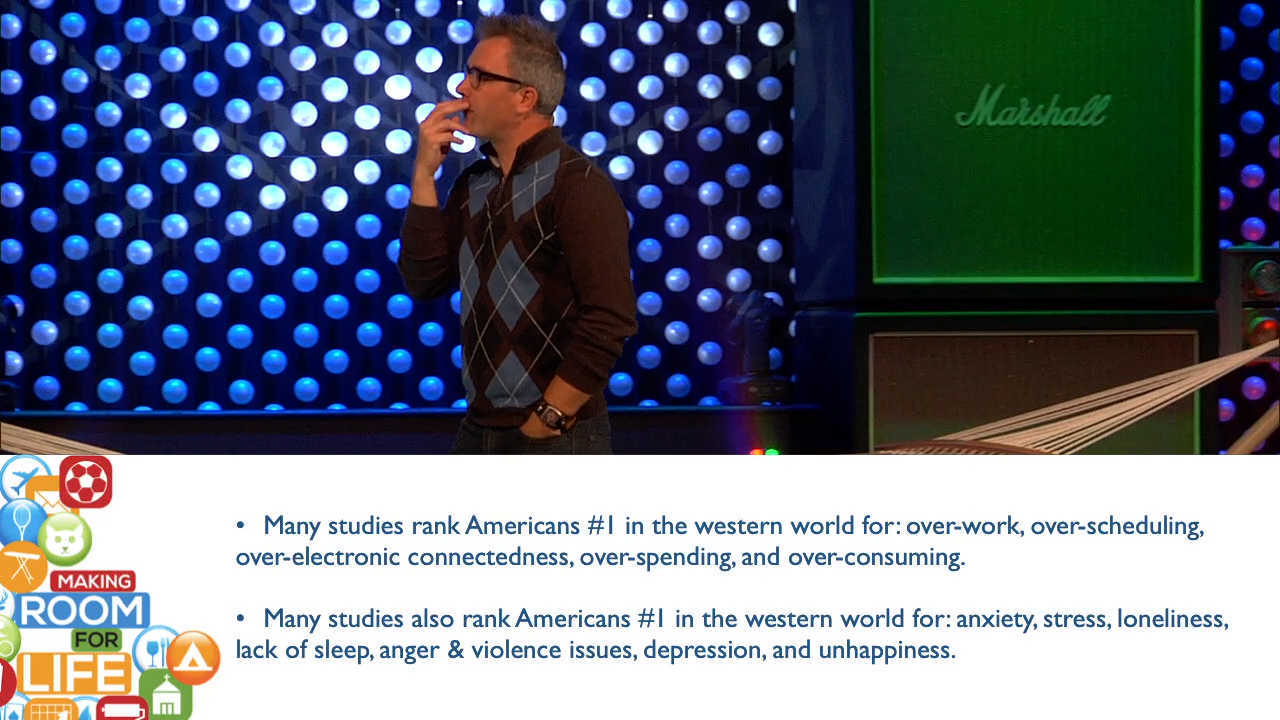 Marshall
• Many studies rank Americans #1 in the western world for: over-work, over-scheduling,
over-electronic connectedness, over-spending, and over-consuming.
• Many studies also rank Americans #1 in the western world for: anxiety, stress, loneliness,
lack of sleep, anger & violence issues, depression, and unhappiness.
MAKING
ROOM
FOR
LIFE